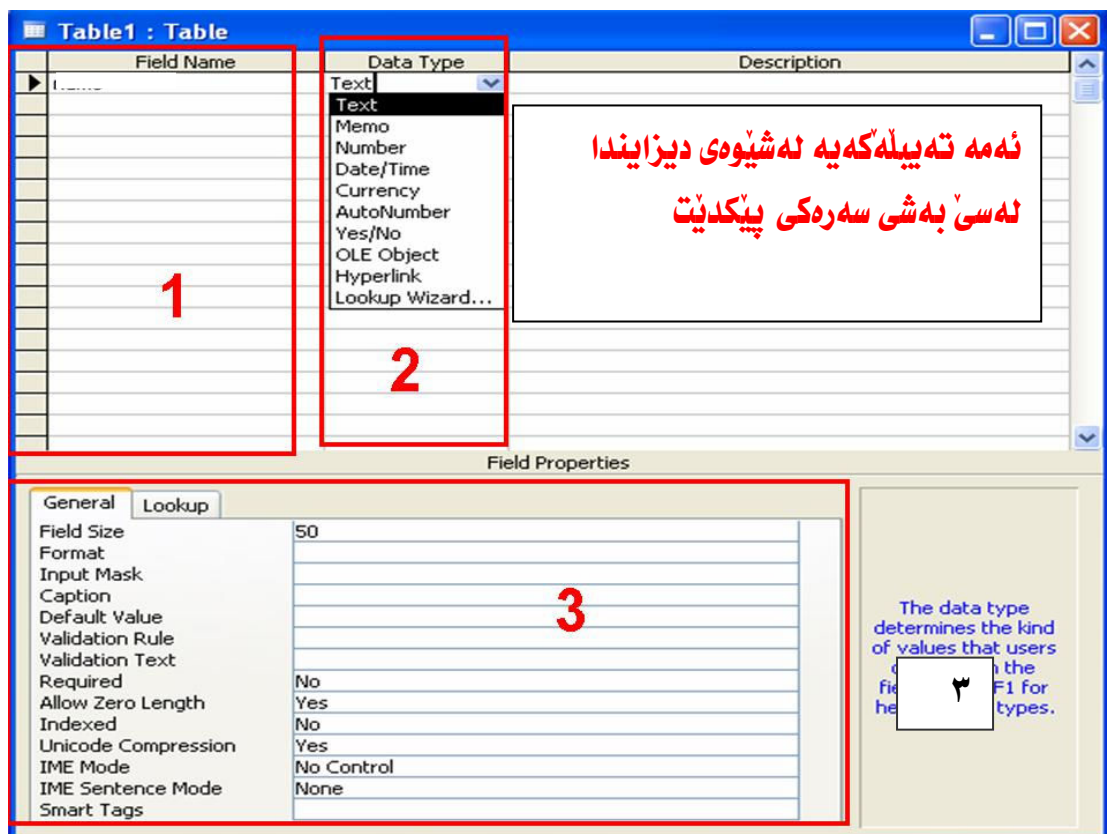 Table1 : Table
Field Name Data Type Description
Text
Text
Memo
Number
Date/Time
Currency
AutoNumber
Yes/No
OLE Object
Hyperlink
Lookup Wizard...
ئەمە تەیبڵەکەیە لەشێوەی دیزایندا
لەسێ بەشی سەرەکی پێکدێت
1
2
Field Properties
General Lookup
Field Size 50
Format
Input Mask
Caption
Default Value
Validation Rule
Validation Text
Required No
Allow Zero Length Yes
Indexed No
Unicode Compression Yes
IME Mode No Control
IME Sentence Mode None
Smart Tags
3
The data type
determines the kind
of values that users
the
F1 for
types.
٣